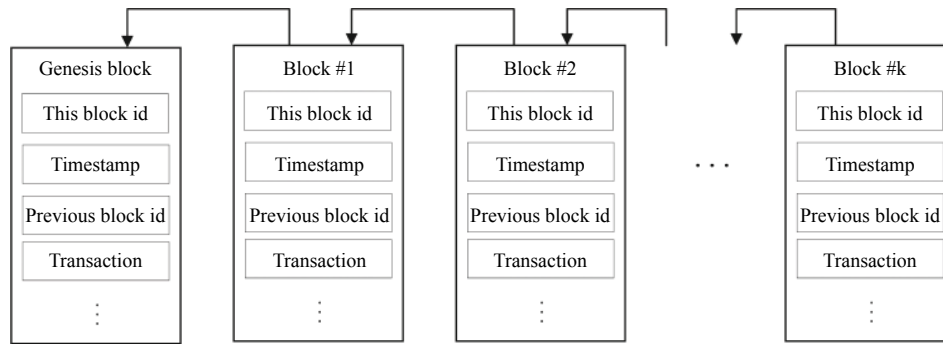 Genesis block
This block id
Timestamp
Previous block id
Transaction
⋮
Block #1
This block id
Timestamp
Previous block id
Transaction
⋮
Block #2
This block id
Timestamp
Previous block id
Transaction
⋮
. . .
Block #k
This block id
Timestamp
Previous block id
Transaction
⋮